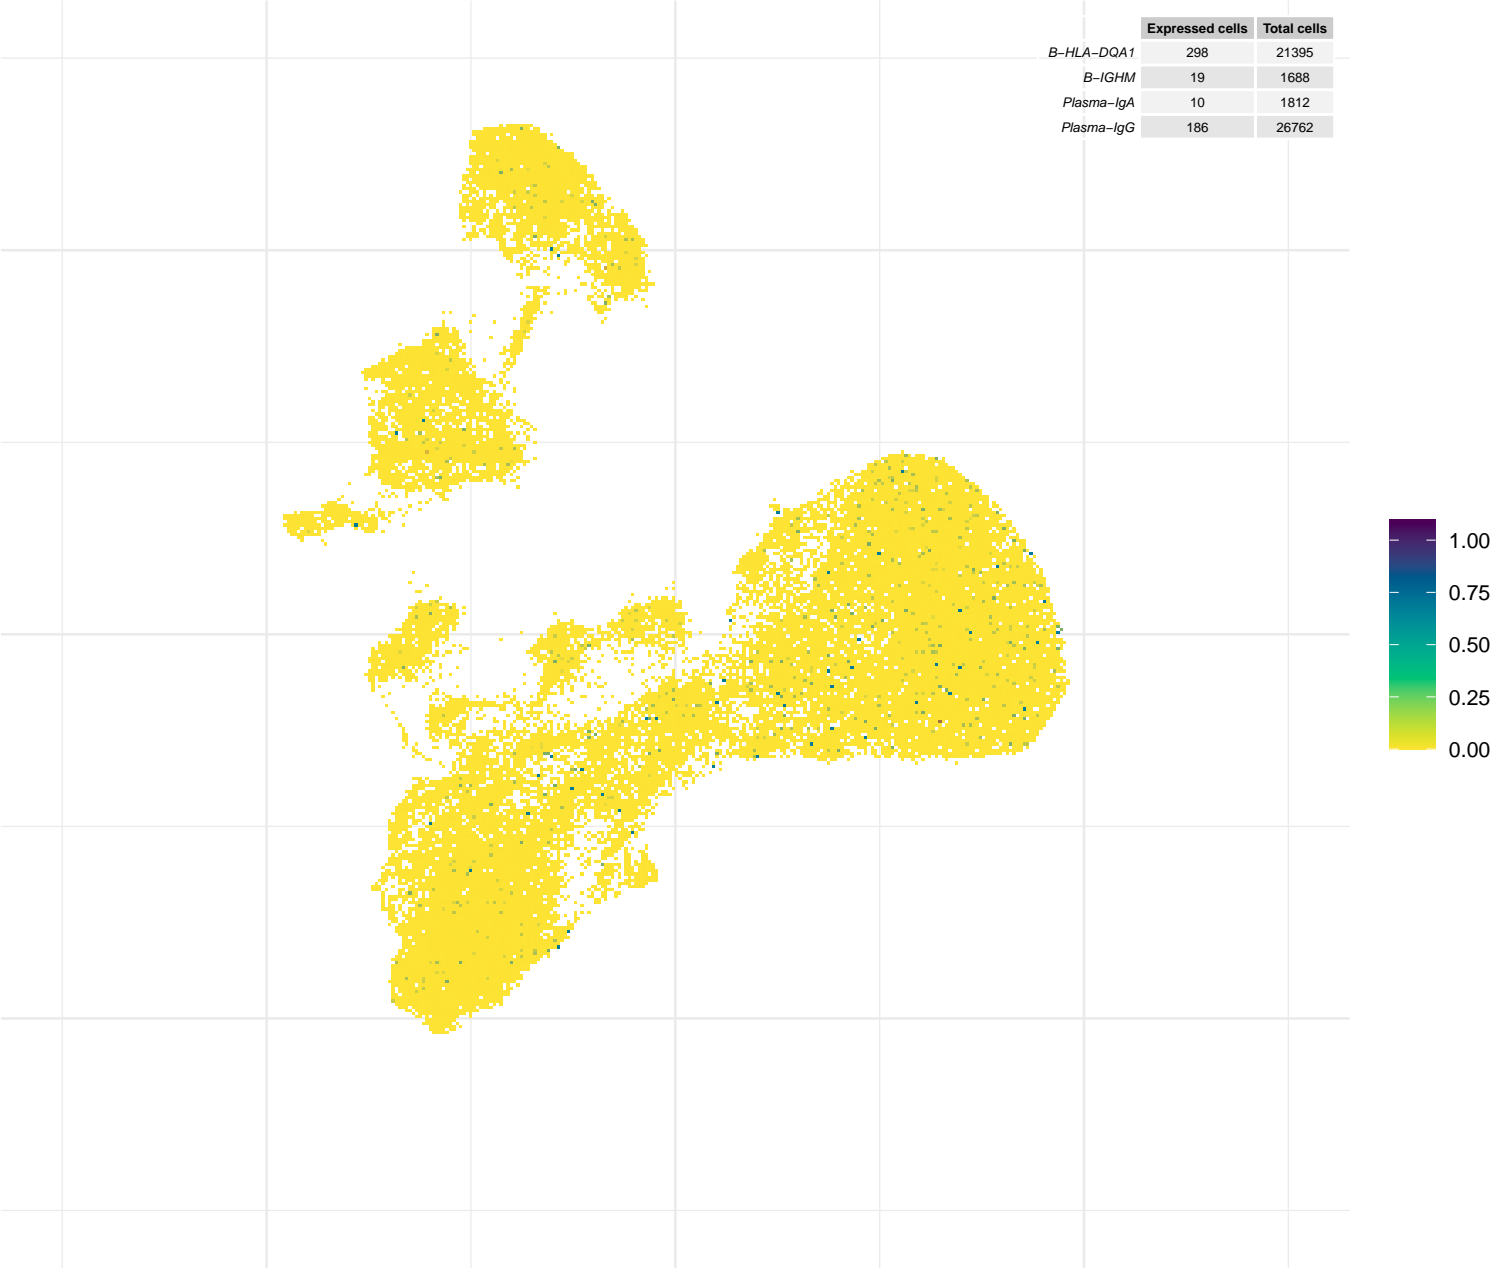 Expressed cells Total cells
B−HLA−DQA1 298 21395
B−IGHM 19 1688
Plasma−IgA 10 1812
Plasma−IgG 186 26762
1.00
0.75
0.50
0.25
0.00